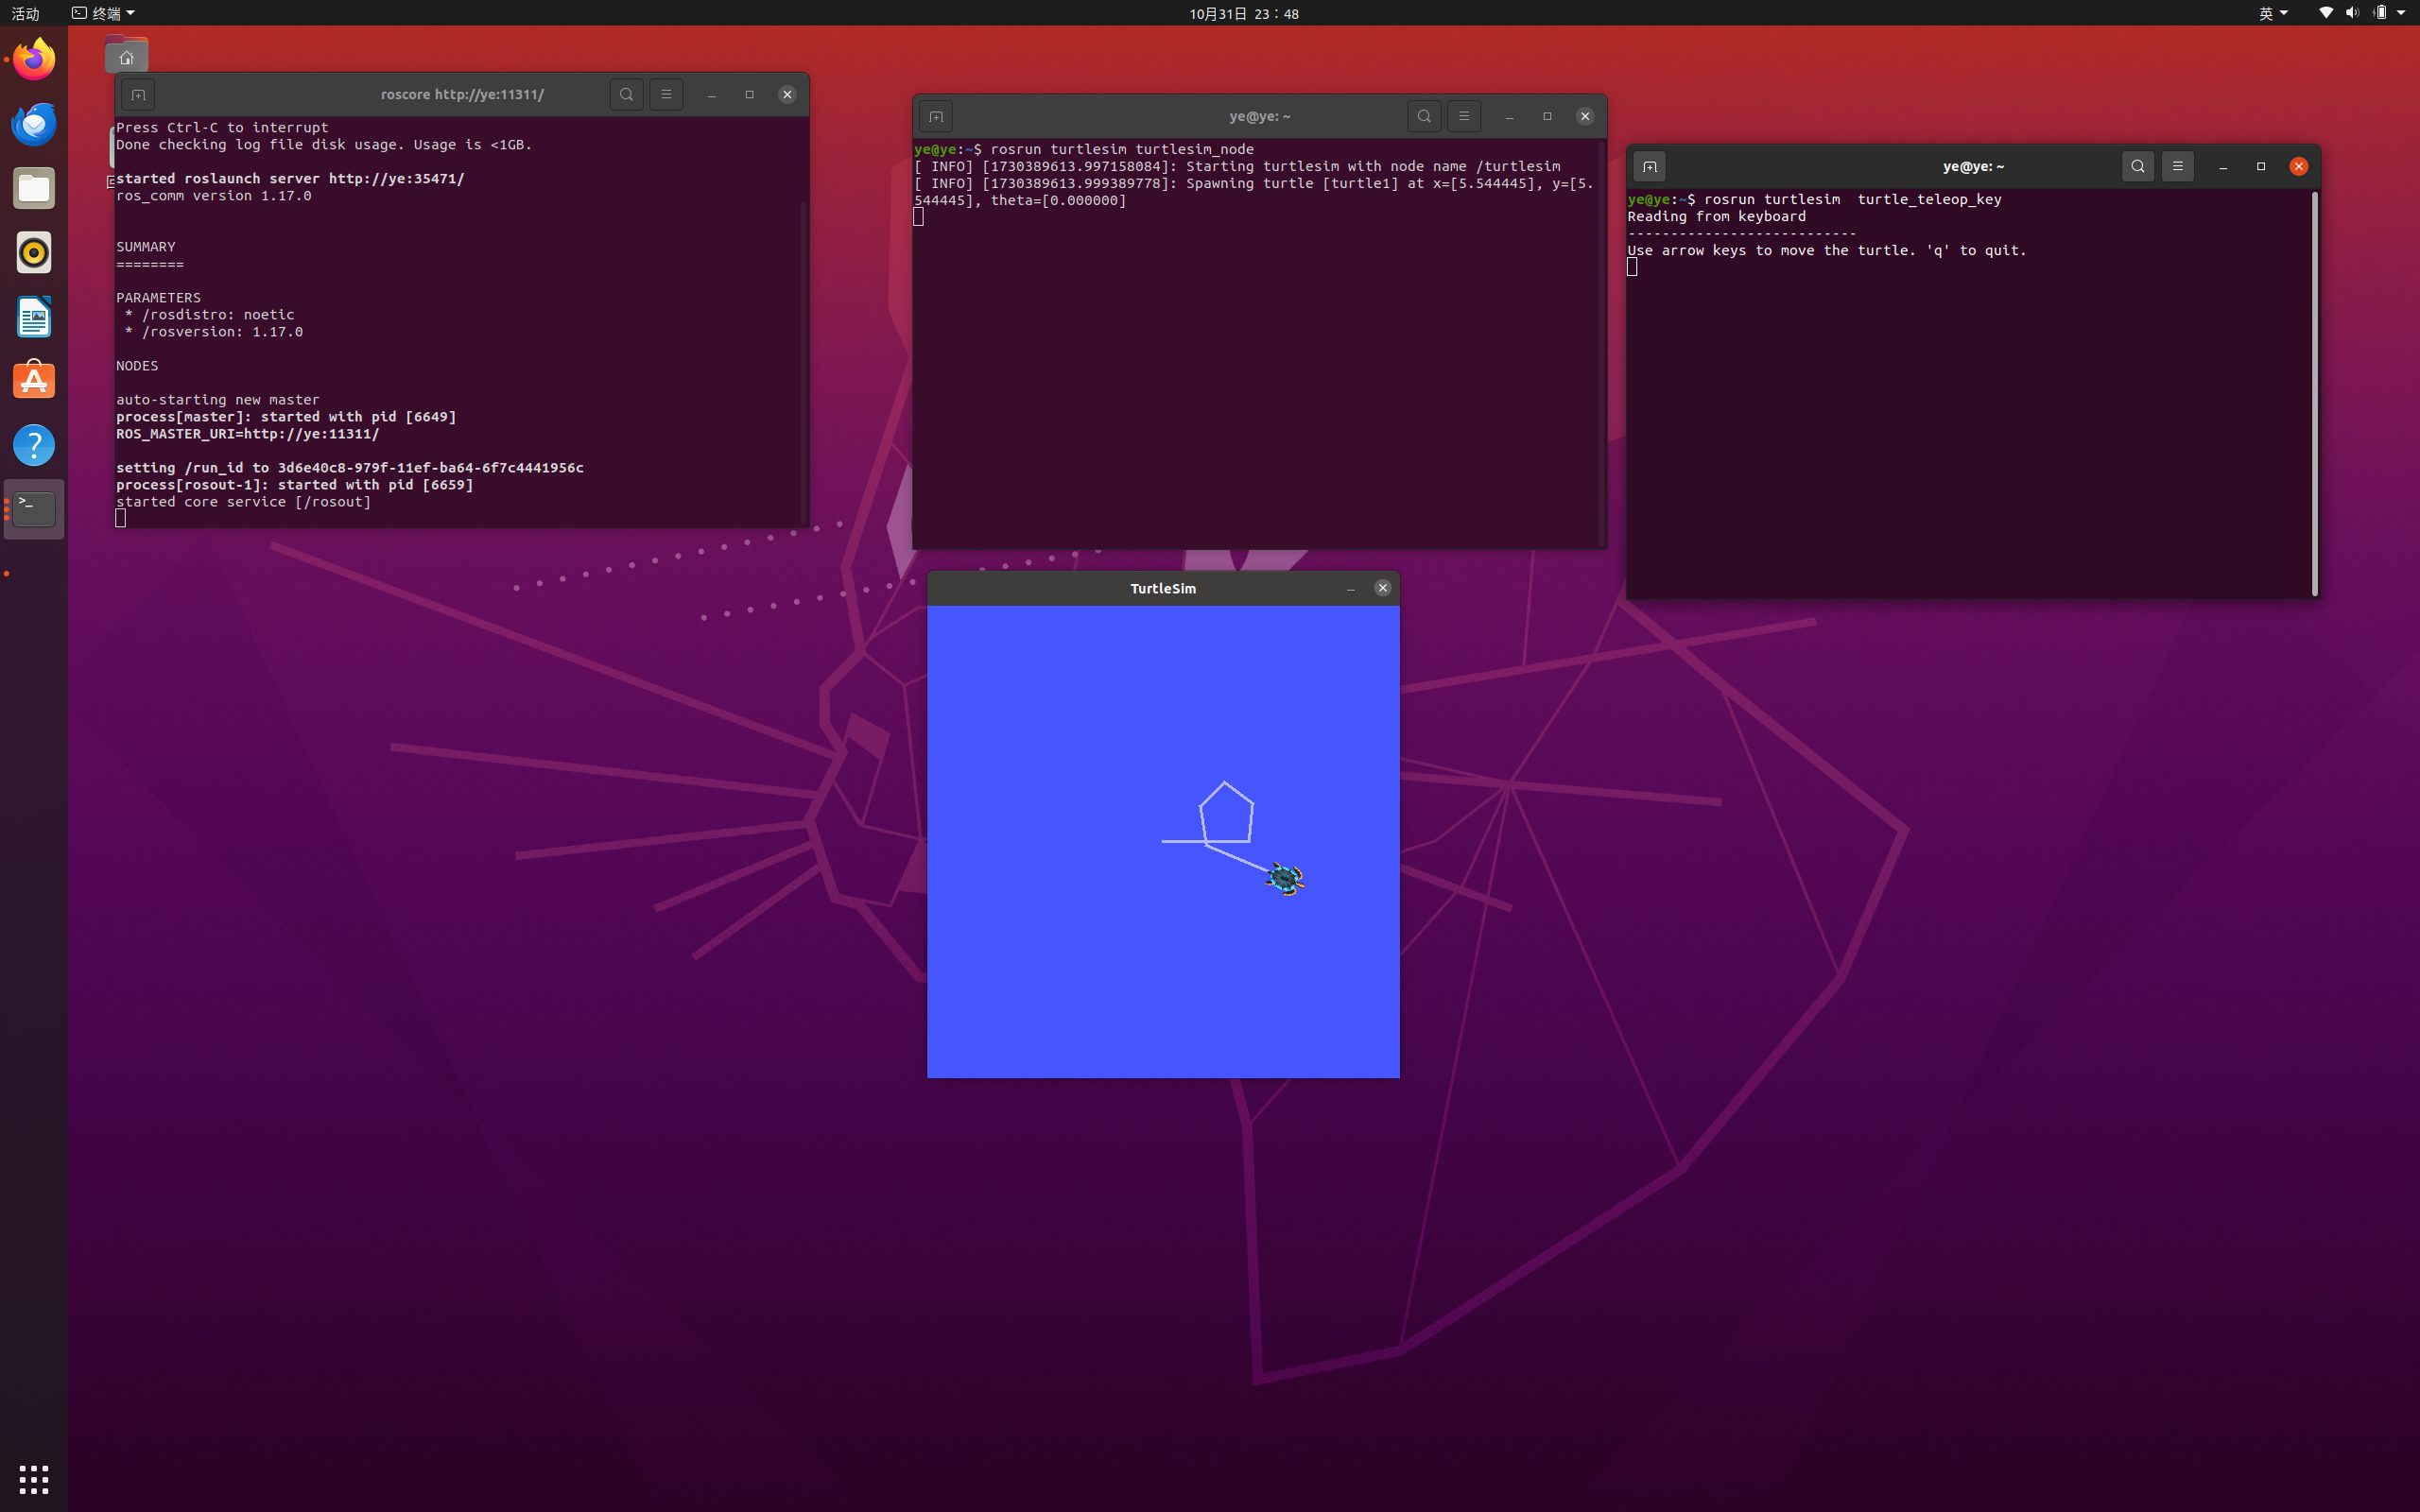 活动 终端 10月31日 23：48 英
roscore http://ye:11311/
Press Ctrl-C to interrupt
Done checking log file disk usage. Usage is <1GB.
started roslaunch server http://ye:35471/
ros_comm version 1.17.0
SUMMARY
========
PARAMETERS
 * /rosdistro: noetic
 * /rosversion: 1.17.0
NODES
auto-starting new master
process[master]: started with pid [6649]
ROS_MASTER_URI=http://ye:11311/
setting /run_id to 3d6e40c8-979f-11ef-ba64-6f7c4441956c
process[rosout-1]: started with pid [6659]
started core service [/rosout]
ye@ye: ~
ye@ye:~$ rosrun turtlesim turtlesim_node
[ INFO] [1730389613.997158084]: Starting turtlesim with node name /turtlesim
[ INFO] [1730389613.999389778]: Spawning turtle [turtle1] at x=[5.544445], y=[5.
544445], theta=[0.000000]
ye@ye: ~
ye@ye:~$ rosrun turtlesim  turtle_teleop_key
Reading from keyboard
---------------------------
Use arrow keys to move the turtle. 'q' to quit.
TurtleSim